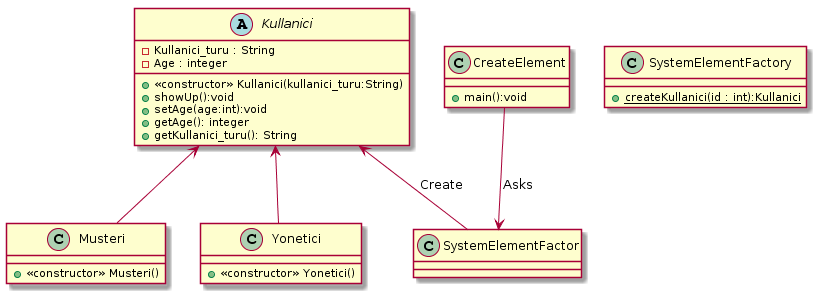 A Kullanici
Kullanici_turu : String
Age : integer
«constructor» Kullanici(kullanici_turu:String)
showUp():void
setAge(age:int):void
getAge(): integer
getKullanici_turu(): String
C CreateElement
main():void
C SystemElementFactory
createKullanici(id : int):Kullanici
Create
Asks
C Musteri
«constructor» Musteri()
C Yonetici
«constructor» Yonetici()
C SystemElementFactor